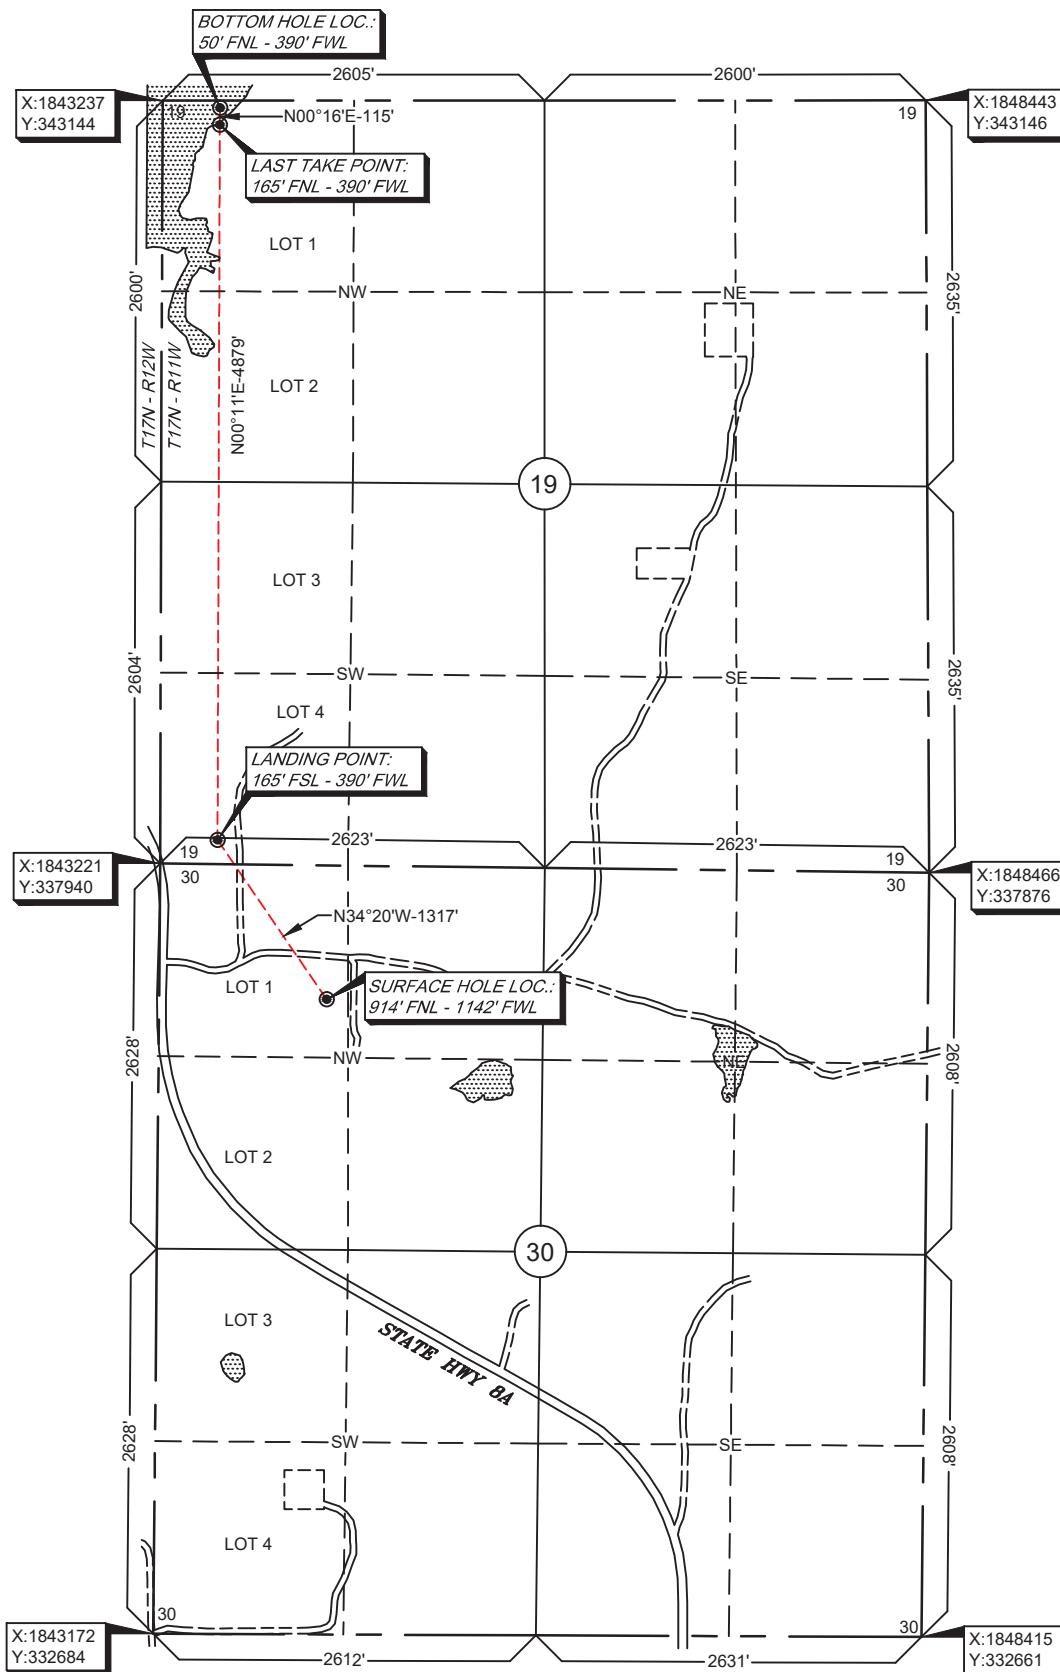 BOTTOM HOLE LOC.:
50' FNL - 390' FWL
2605'
2600'
X:1843237
Y:343144
19
N00°16'E-115'
19
X:1848443
Y:343146
LAST TAKE POINT:
165' FNL - 390' FWL
LOT 1
2600'
NW
NE
2635'
T17N - R12W
T17N - R11W
N00°11'E-4879'
LOT 2
19
LOT 3
2604'
SW
SE
2635'
LOT 4
LANDING POINT:
165' FSL - 390' FWL
2623'
2623'
X:1843221
Y:337940
19
30
19
30
X:1848466
Y:337876
N34°20'W-1317'
LOT 1
SURFACE HOLE LOC.:
914' FNL - 1142' FWL
2628'
NW
NE
2608'
LOT 2
30
LOT 3
STATE HWY 8A
2628'
SW
SE
2608'
LOT 4
30
30
X:1843172
Y:332684
2612'
2631'
X:1848415
Y:332661